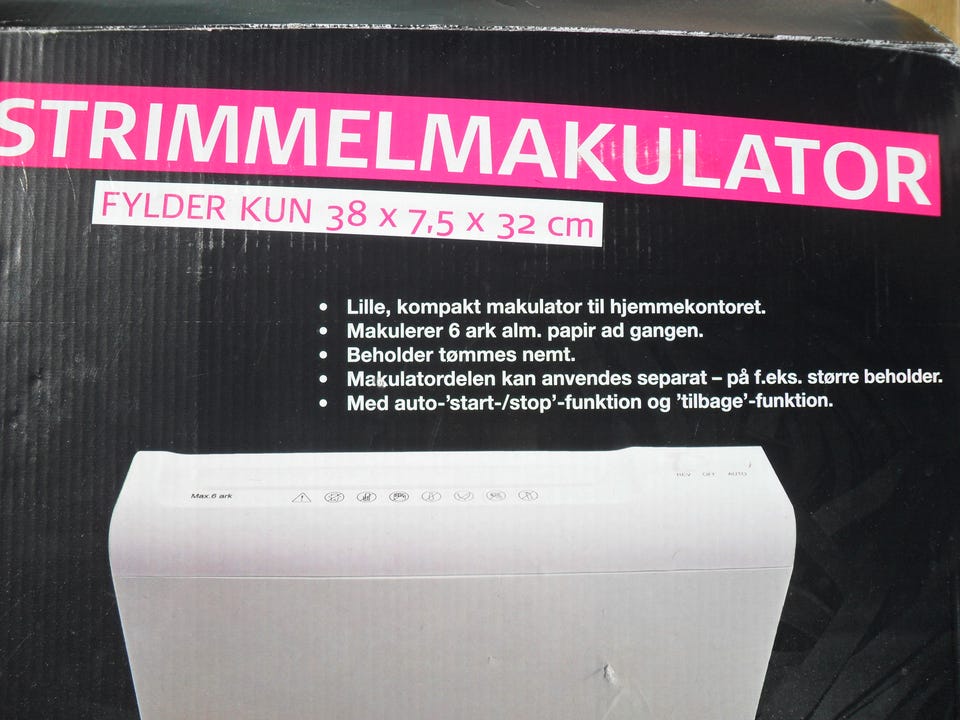 STRIMMELMAKULATOR
FYLDER KUN 38 x 7,5 x 32 cm
• Lille, kompakt makulator til hjemmekontoret.
• Makulerer 6 ark alm. papir ad gangen.
• Beholder tømmes nemt.
• Makulatordelen kan anvendes separat – på f.eks. større beholder.
• Med auto-'start-/stop'-funktion og 'tilbage'-funktion.
REV OFF AUTO
Max.6 ark